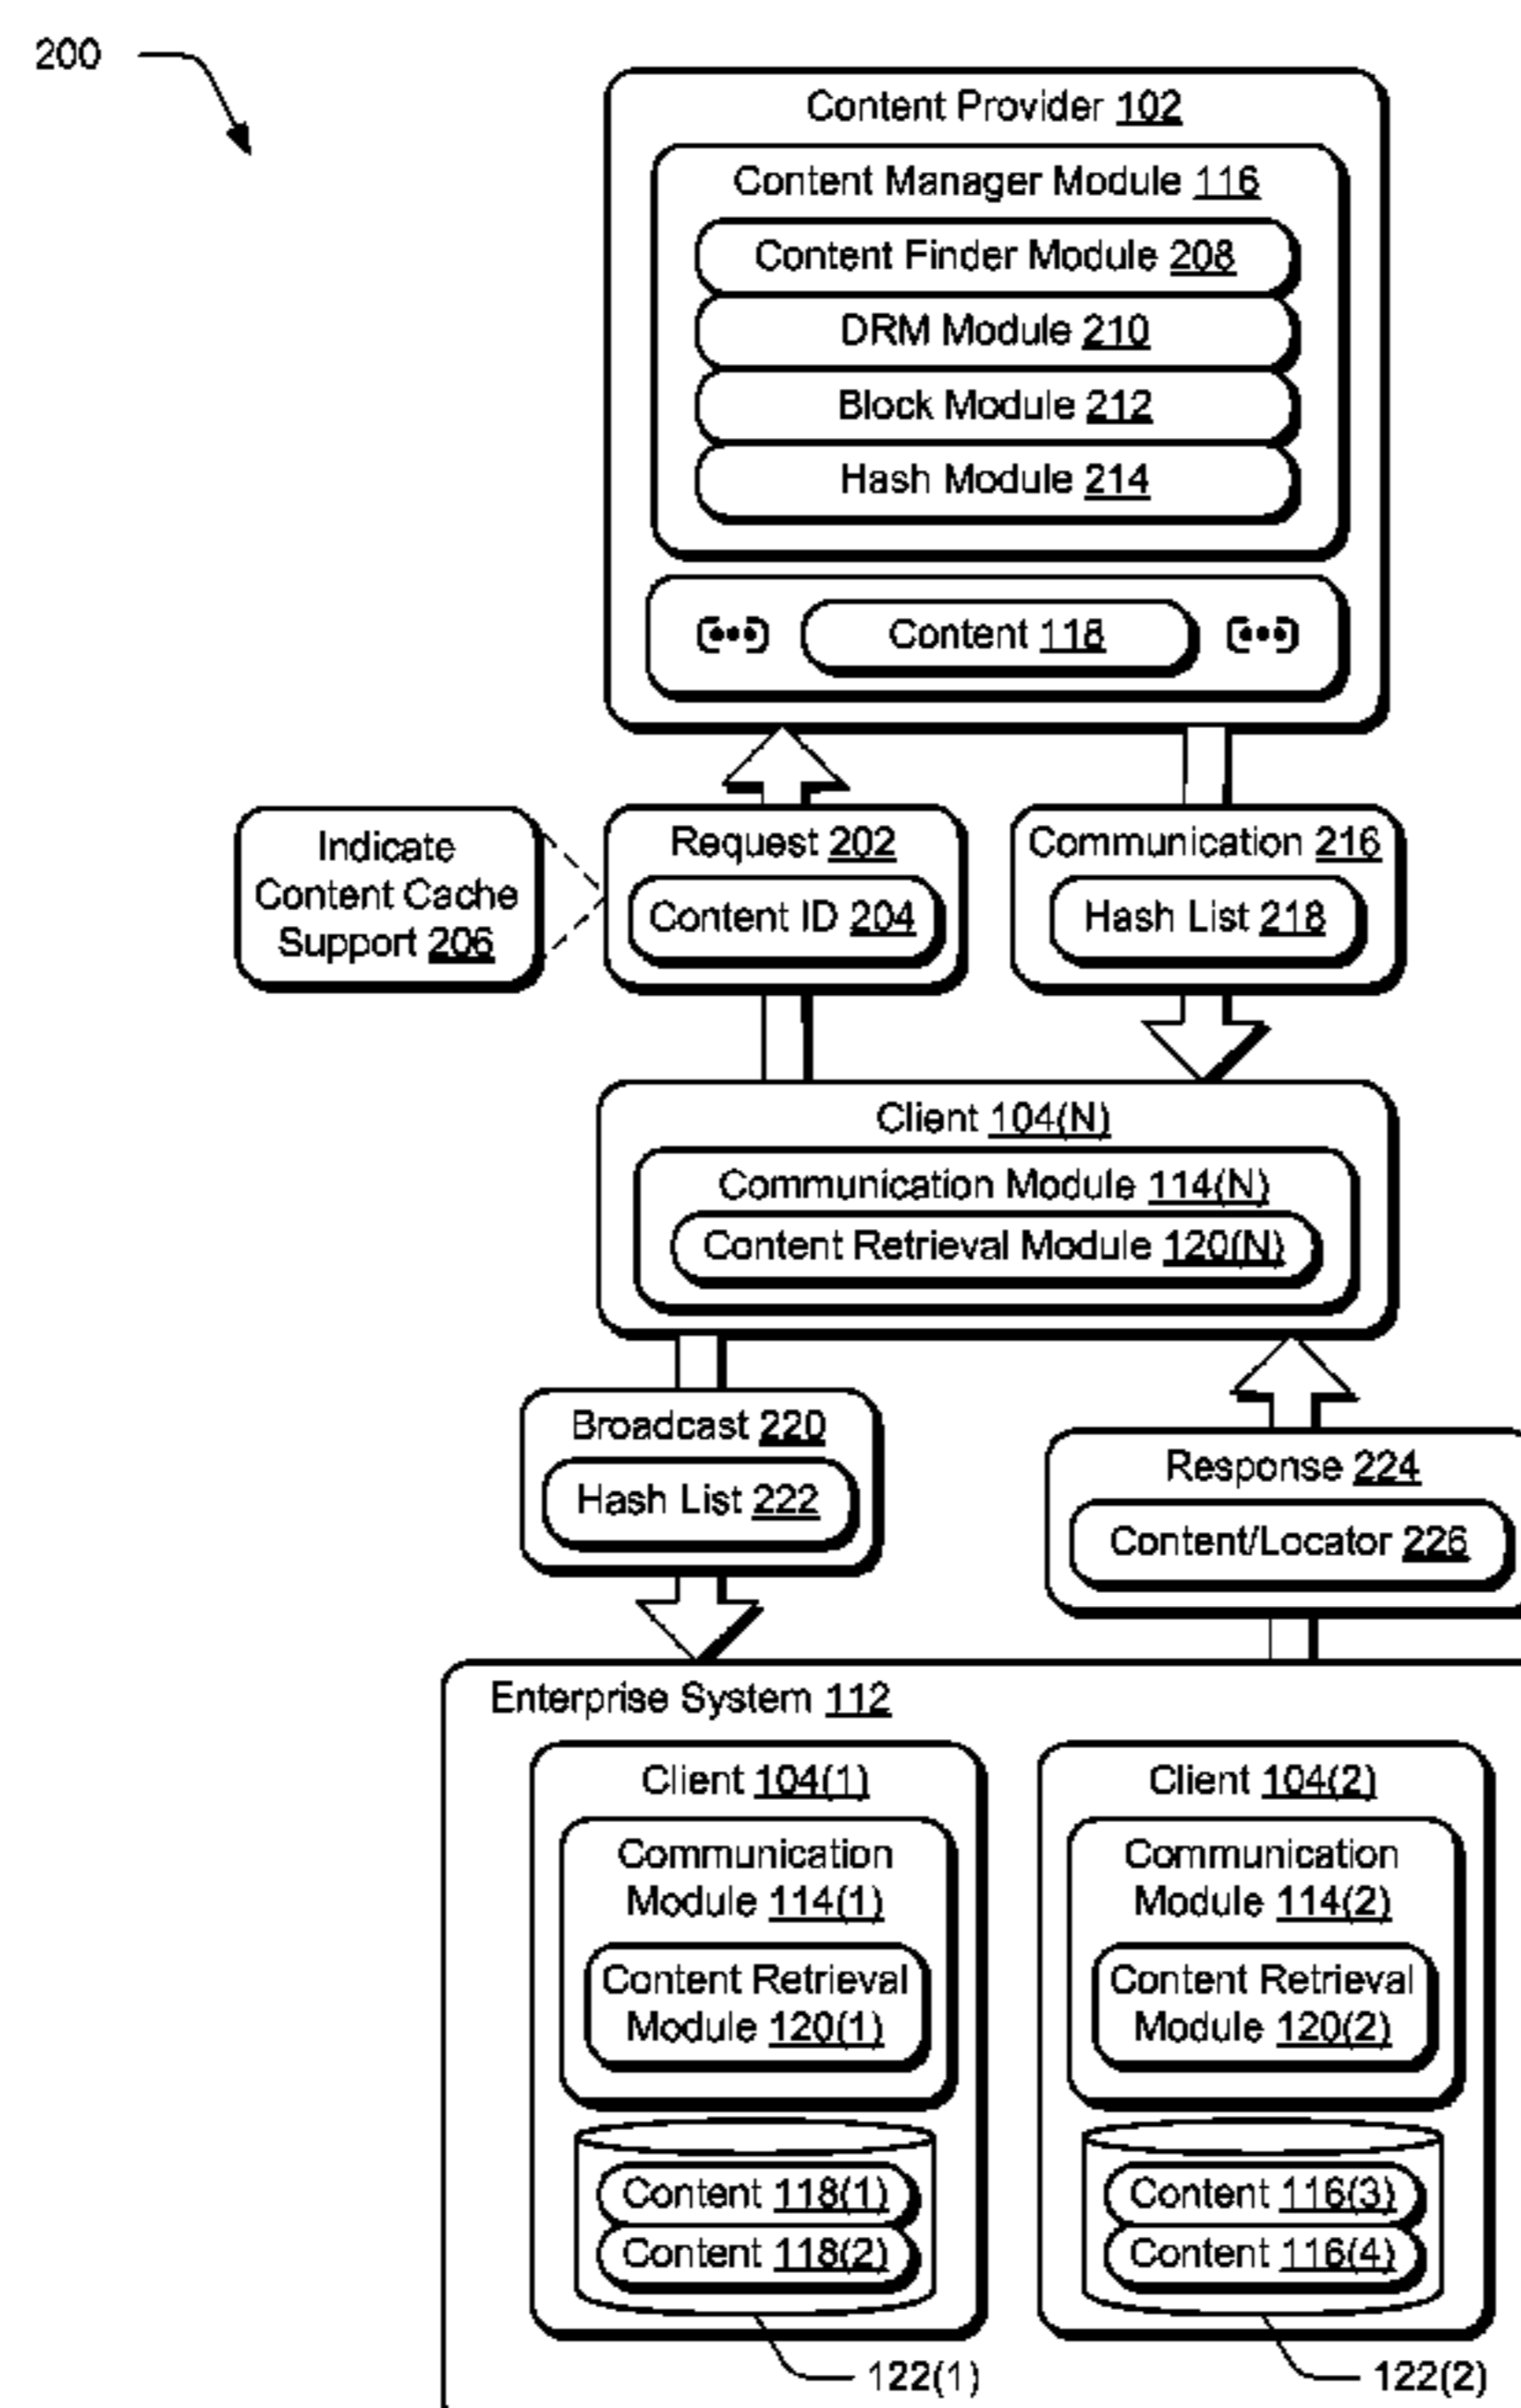 200
Content Provider 102
Content Manager Module 116
Content Finder Module 208
DRM Module 210
Block Module 212
Hash Module 214
Content 118
Indicate
Content Cache
Support 206
Request 202
Content ID 204
Communication 216
Hash List 218
Client 104(N)
Communication Module 114(N)
Content Retrieval Module 120(N)
Broadcast 220
Hash List 222
Response 224
Content/Locator 226
Enterprise System 112
Client 104(1)
Communication
Module 114(1)
Content Retrieval
Module 120(1)
Content 118(1)
Content 118(2)
122(1)
Client 104(2)
Communication
Module 114(2)
Content Retrieval
Module 120(2)
Content 116(3)
Content 116(4)
122(2)